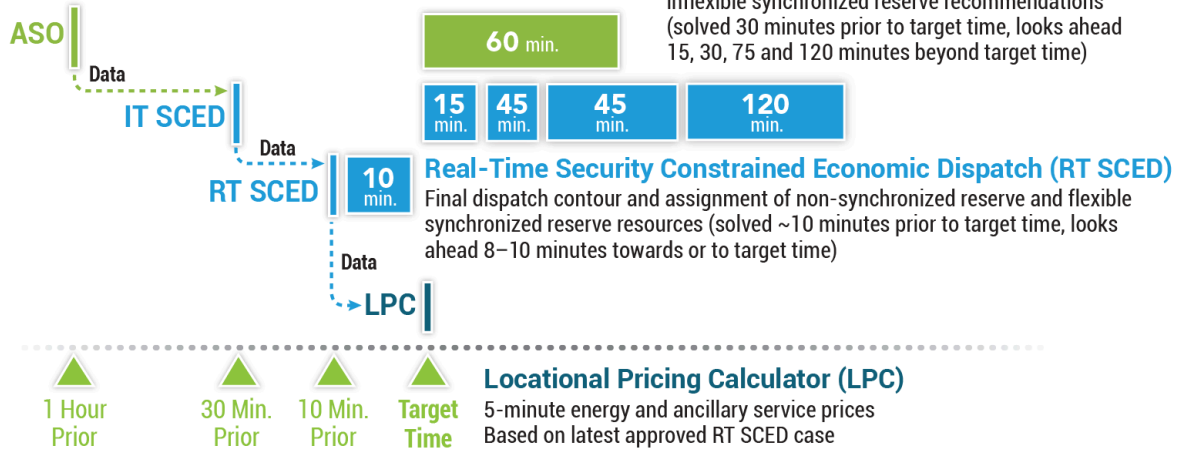 inflexible synchronized reserve recommendations
ASO
(solved 30 minutes prior to target time, looks ahead
60 min.
15, 30, 75 and 120 minutes beyond target time)
Data
IT SCED
15 min.
45 min.
45 min.
120 min.
Data
Real-Time Security Constrained Economic Dispatch (RT SCED)
RT SCED
10 min.
Final dispatch contour and assignment of non-synchronized reserve and flexible
synchronized reserve resources (solved ~10 minutes prior to target time, looks
ahead 8–10 minutes towards or to target time)
Data
LPC
Locational Pricing Calculator (LPC)
5-minute energy and ancillary service prices
Based on latest approved RT SCED case
1 Hour
Prior
30 Min.
Prior
10 Min.
Prior
Target
Time